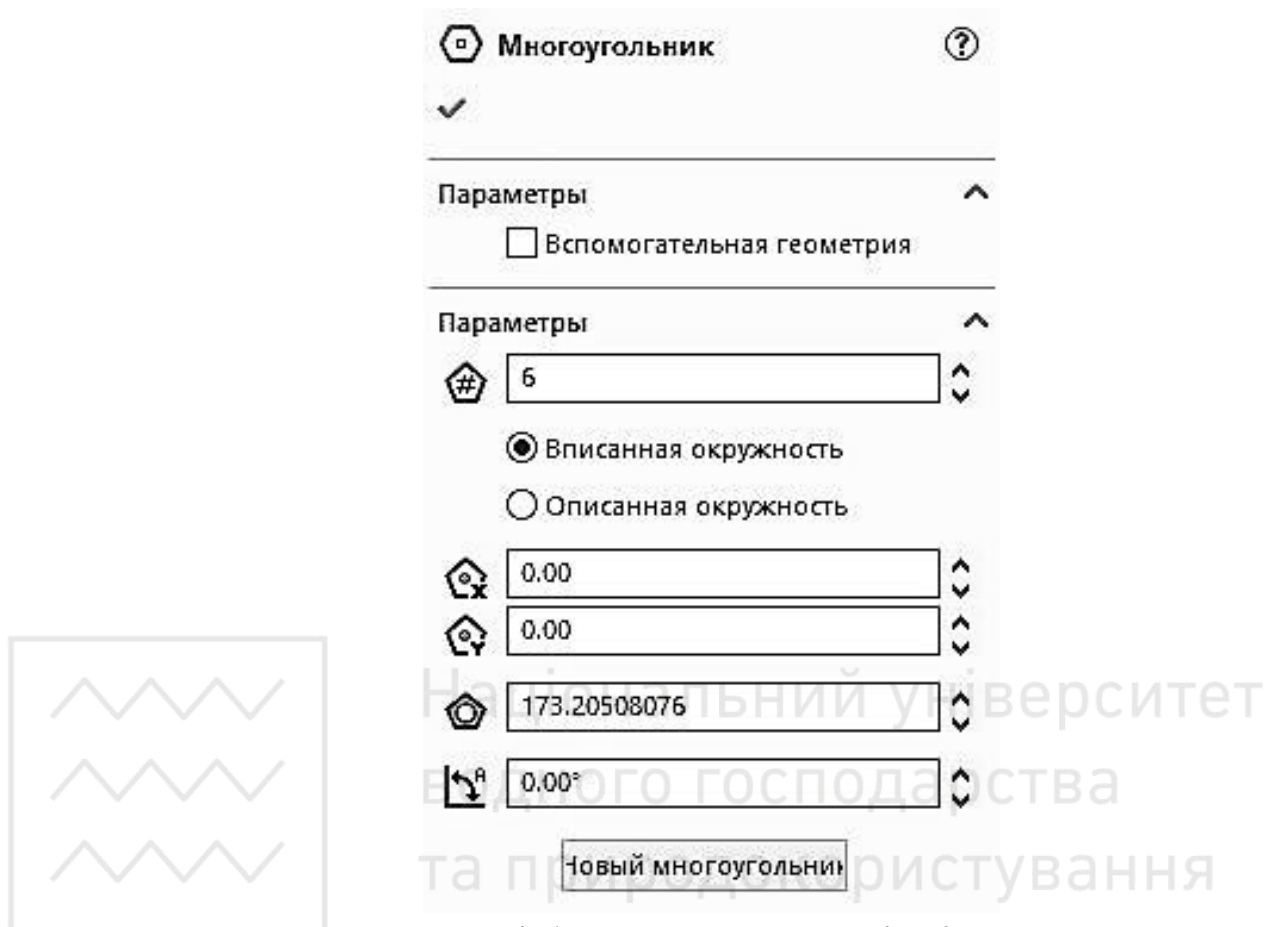 Многоугольник
Параметры
Вспомогательная геометрия
Параметры
6
Вписанная окружность
Описанная окружность
0.00
0.00
173.20508076
0.00°
Новый многоугольник
Національний університет
водного господарства
та природокористування